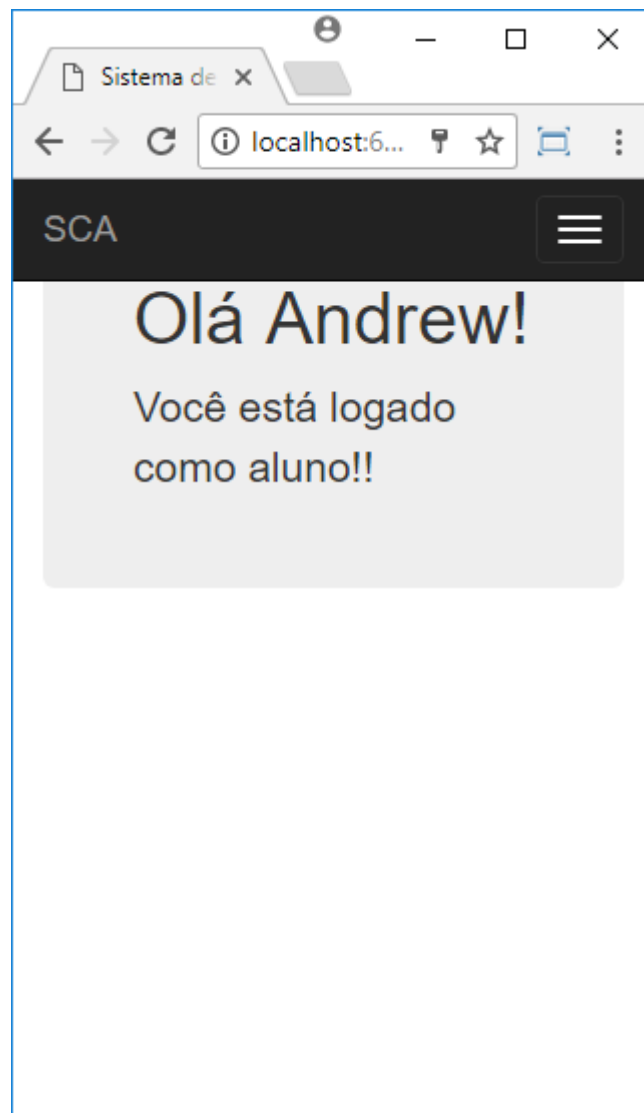 Sistema de
localhost:6...
SCA
Olá Andrew!
Você está logado
como aluno!!